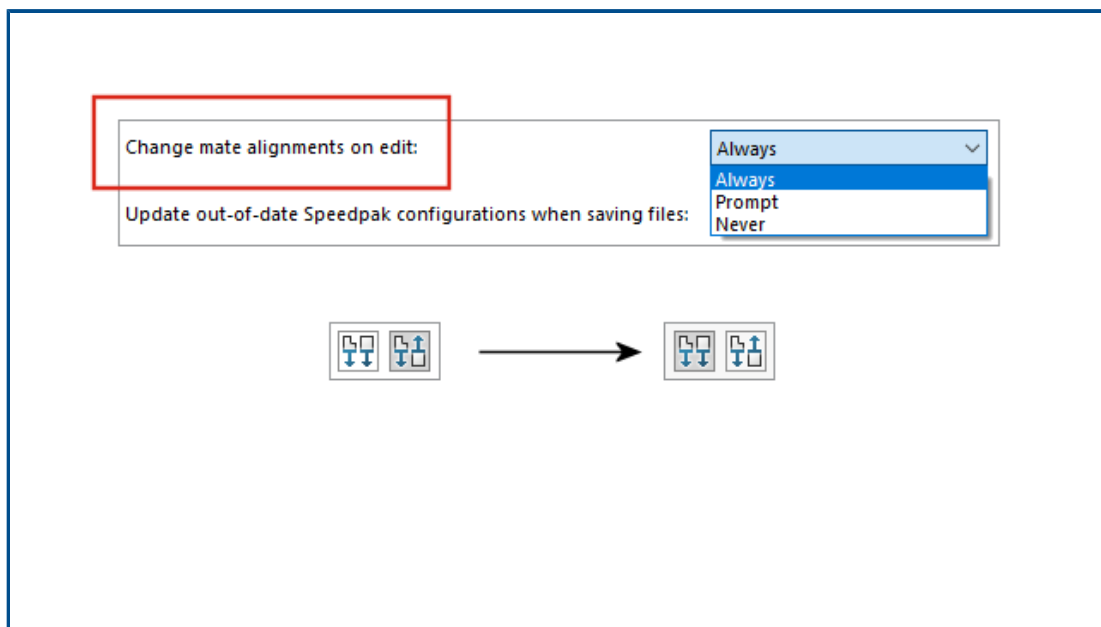 Change mate alignments on edit:
Always
Always
Prompt
Never
Update out-of-date Speedpak configurations when saving files: